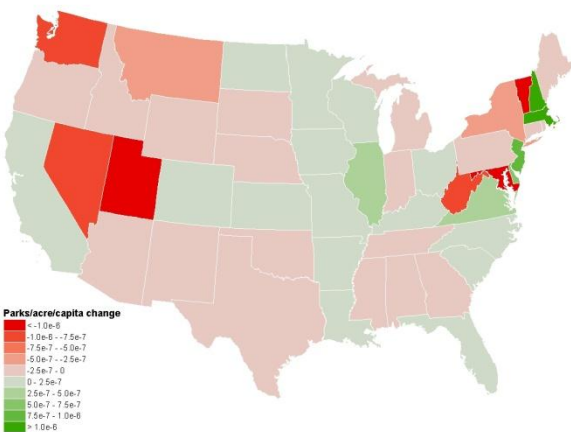 Parks/acre/capita change
< -1.0e-6
-1.0e-6 - -7.5e-7
-7.5e-7 - -5.0e-7
-5.0e-7 - -2.5e-7
-2.5e-7 - 0
0 - 2.5e-7
2.5e-7 - 5.0e-7
5.0e-7 - 7.5e-7
7.5e-7 - 1.0e-6
> 1.0e-6